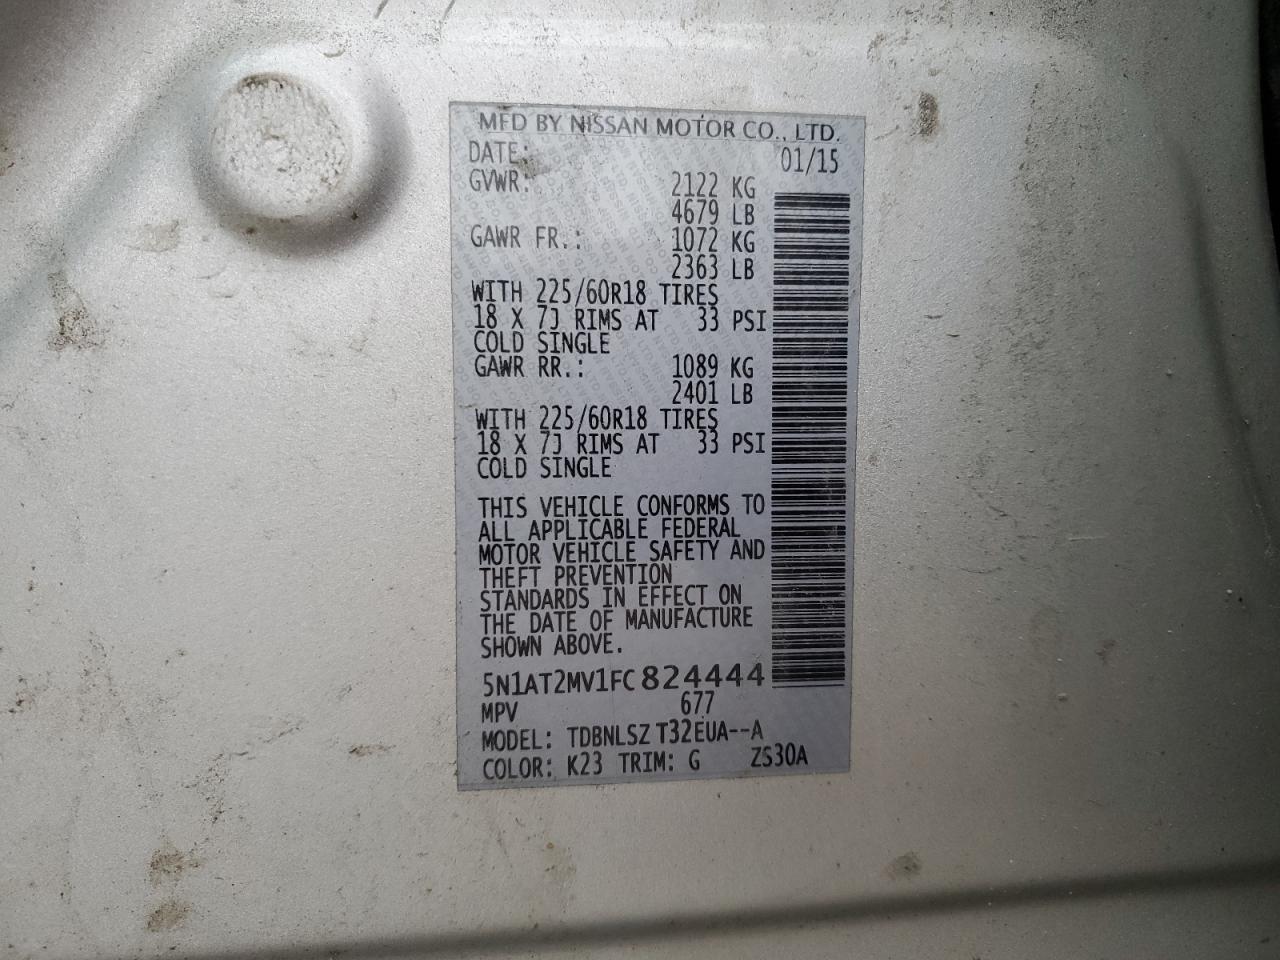 MFD BY NISSAN MOTOR CO., LTD.
DATE: 01/15
GVWR: 2122 KG
4679 LB
GAWR FR.: 1072 KG
2363 LB
WITH 225/60R18 TIRES
18 X 7J RIMS AT 33 PSI
COLD SINGLE
GAWR RR.: 1089 KG
2401 LB
WITH 225/60R18 TIRES
18 X 7J RIMS AT 33 PSI
COLD SINGLE
THIS VEHICLE CONFORMS TO
ALL APPLICABLE FEDERAL
MOTOR VEHICLE SAFETY AND
THEFT PREVENTION
STANDARDS IN EFFECT ON
THE DATE OF MANUFACTURE
SHOWN ABOVE.
5N1AT2MV1FC824444
MPV 677
MODEL: TDBNLSZ T32EUA--A
COLOR: K23 TRIM: G ZS30A